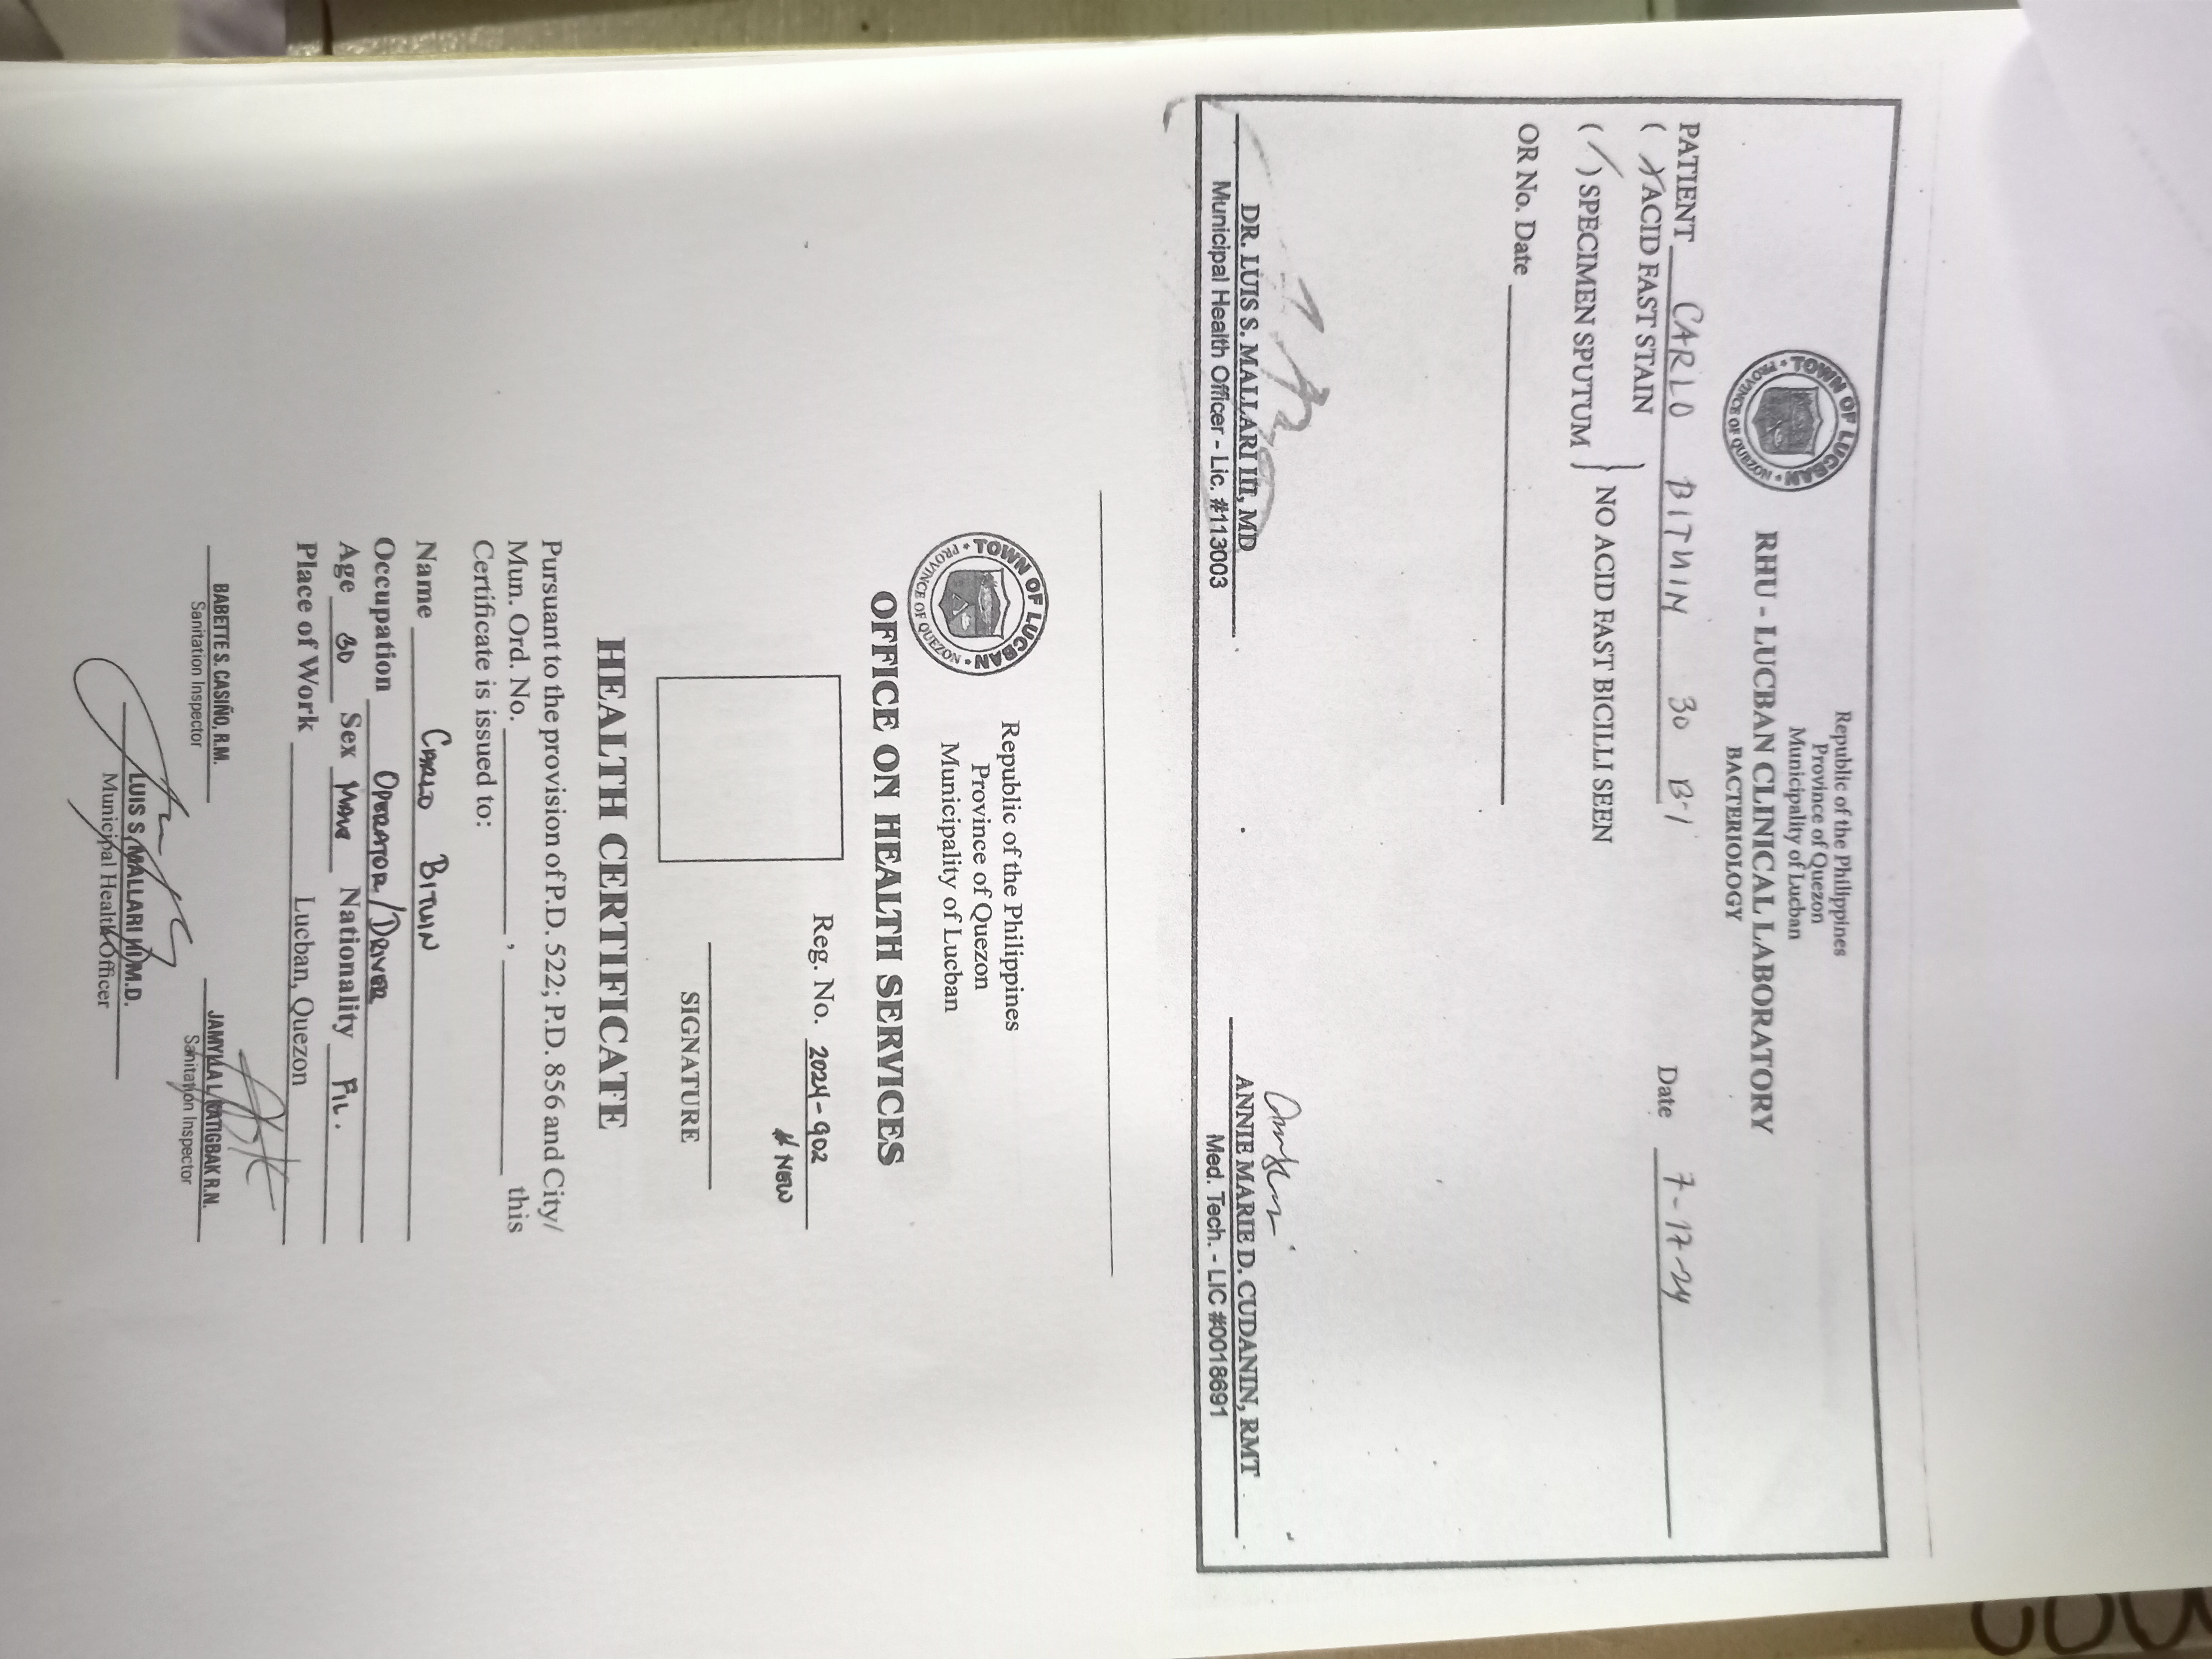 TOWN OF LUCBAN
PROVINCE OF QUEZON
Republic of the Philippines
Province of Quezon
Municipality of Lucban
RHU - LUCBAN CLINICAL LABORATORY
BACTERIOLOGY
PATIENT CARLO BITUIN 30 B-1 Date 7-17-24
( X ) ACID FAST STAIN
NO ACID FAST BICILLI SEEN
( / ) SPECIMEN SPUTUM
OR No. Date
DR. LUIS S. MALLARI III, MD
Municipal Health Officer - Lic. #113003
ANNIE MARIE D. CUDANIN, RMT
Med. Tech. - LIC #0018691
TOWN OF LUCBAN
PROVINCE OF QUEZON
Republic of the Philippines
Province of Quezon
Municipality of Lucban
OFFICE ON HEALTH SERVICES
Reg. No. 2024-902
# NEW
SIGNATURE
HEALTH CERTIFICATE
Pursuant to the provision of P.D. 522; P.D. 856 and City/
Mun. Ord. No. , this
Certificate is issued to:
Name CARLO BITUIN
Occupation OPERATOR/DRIVER
Age 30 Sex MALE Nationality FIL.
Place of Work Lucban, Quezon
BABETTE S. CASIÑO, R.M.
Sanitation Inspector
JAMYLLA L. KATIGBAK R.N.
Sanitation Inspector
LUIS S. MALLARI III M.D.
Municipal Health Officer